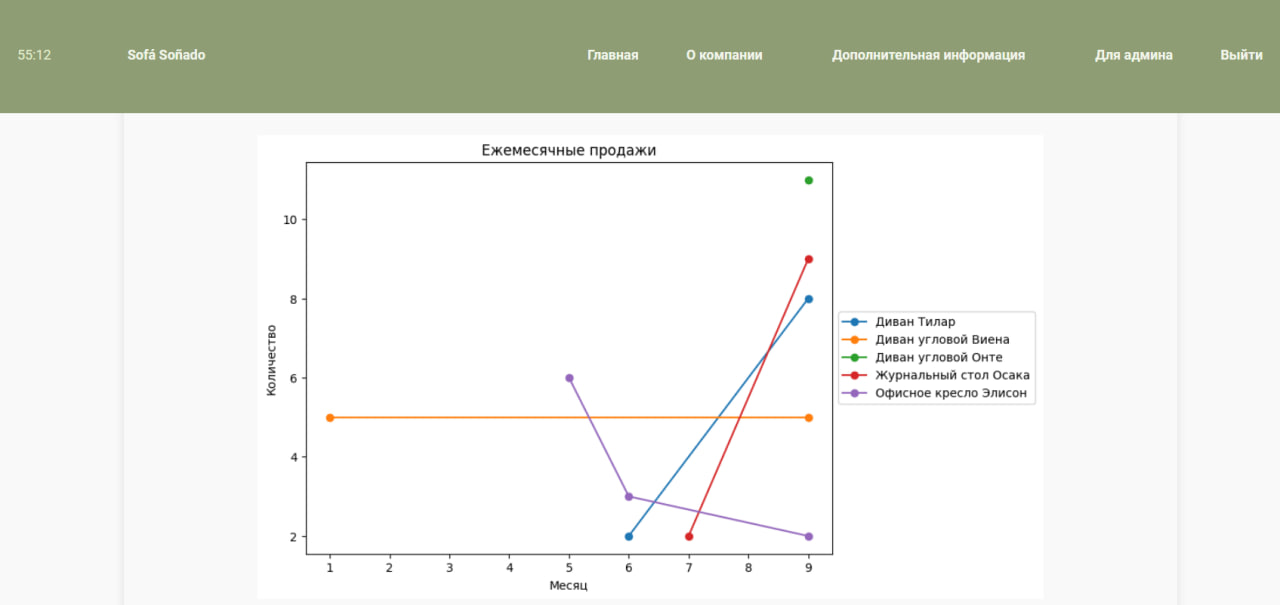 55:12 Sofá Soñado Главная О компании Дополнительная информация Для админа Выйти
Ежемесячные продажи
10
8
6
4
2
Количество
1 2 3 4 5 6 7 8 9
Месяц
Диван Тилар
Диван угловой Виена
Диван угловой Онте
Журнальный стол Осака
Офисное кресло Элисон